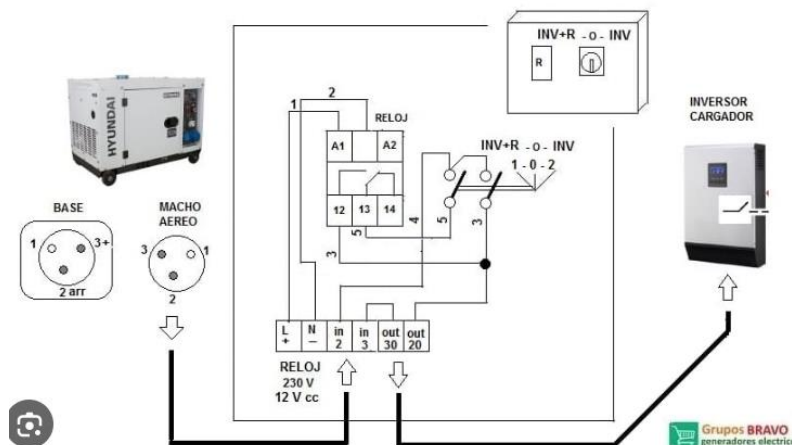 INV+R - o - INV
R
HYUNDAI
2
1
RELOJ
A1
A2
INV+R -o- INV
1 - 0 - 2
12
13
14
3
5
4
5
3
INVERSOR
CARGADOR
BASE
1
3+
2 arr
MACHO
AEREO
3
1
2
L
+
N
–
in
2
in
3
out
30
out
20
RELOJ
230 V
12 V cc
Grupos BRAVO
generadores electric